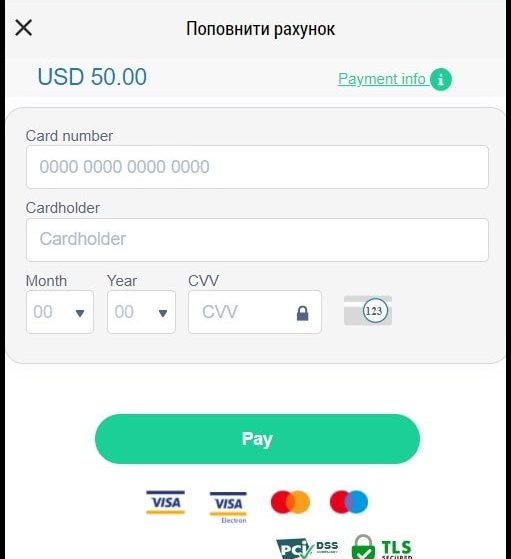 Поповнити рахунок
USD 50.00
Payment info i
Card number
0000 0000 0000 0000
Cardholder
Cardholder
Month Year CVV
00 00 CVV 123
Pay
VISA VISA
Electron
PCI DSS TLS
SECURED